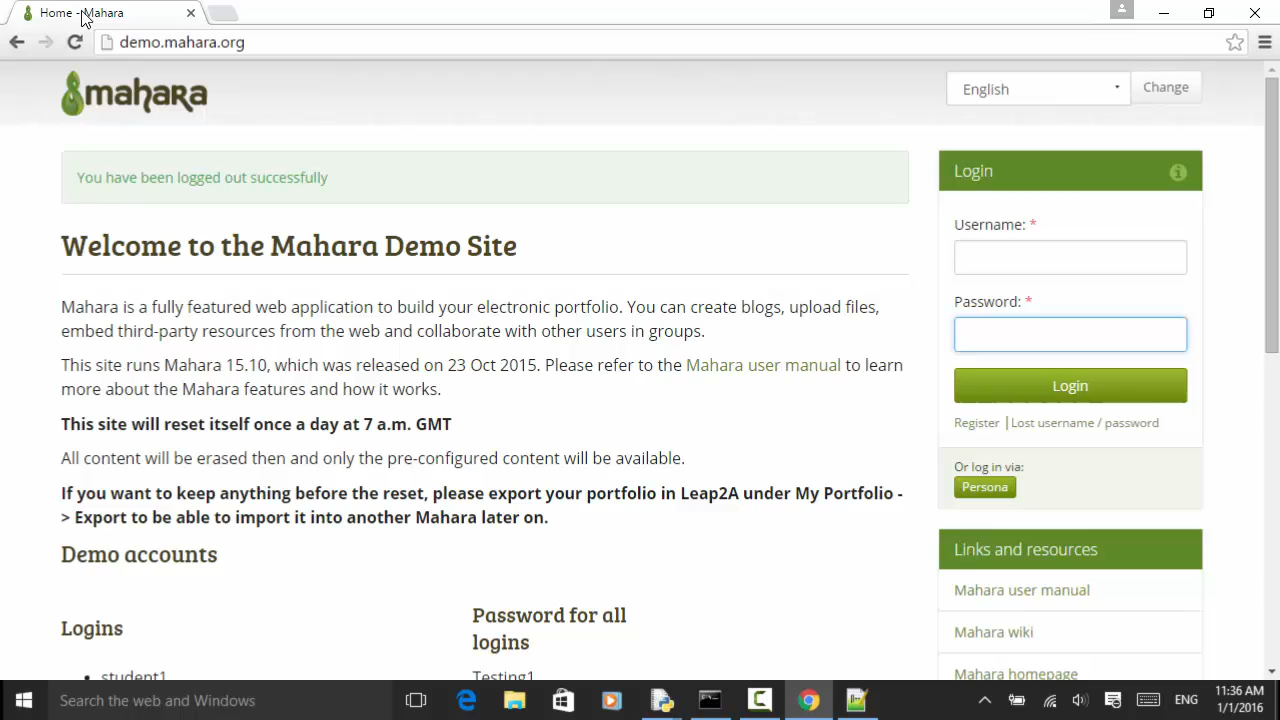 Home - Mahara
demo.mahara.org
mahara
English
Change
You have been logged out successfully
Login
Welcome to the Mahara Demo Site
Username: *
Mahara is a fully featured web application to build your electronic portfolio. You can create blogs, upload files,
embed third-party resources from the web and collaborate with other users in groups.
Password: *
This site runs Mahara 15.10, which was released on 23 Oct 2015. Please refer to the Mahara user manual to learn
more about the Mahara features and how it works.
Login
This site will reset itself once a day at 7 a.m. GMT
Register | Lost username / password
All content will be erased then and only the pre-configured content will be available.
Or log in via:
Persona
If you want to keep anything before the reset, please export your portfolio in Leap2A under My Portfolio -
> Export to be able to import it into another Mahara later on.
Demo accounts
Links and resources
Mahara user manual
Logins
Password for all
logins
Mahara wiki
student1
Testing1
Mahara homepage
Search the web and Windows
ENG
11:36 AM
1/1/2016